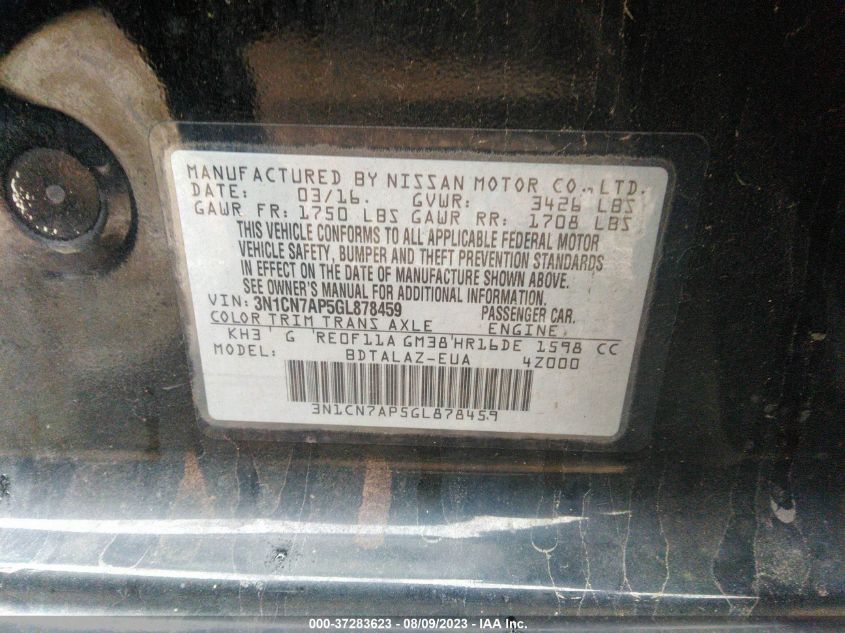 MANUFACTURED BY NISSAN MOTOR CO., LTD.
DATE: 03/16. GVWR: 3426 LBS
GAWR FR: 1750 LBS GAWR RR: 1708 LBS
THIS VEHICLE CONFORMS TO ALL APPLICABLE FEDERAL MOTOR
VEHICLE SAFETY, BUMPER AND THEFT PREVENTION STANDARDS
IN EFFECT ON THE DATE OF MANUFACTURE SHOWN ABOVE.
SEE OWNER'S MANUAL FOR ADDITIONAL INFORMATION.
VIN: 3N1CN7AP5GL878459 PASSENGER CAR.
COLOR TRIM TRANS AXLE ENGINE
KH3 ' G ' RE0F11A GM38'HR16DE 1598 CC
MODEL: BDTALAZ-EUA 4Z000
3N1CN7AP5GL878459
000-37283623 - 08/09/2023 - IAA Inc.